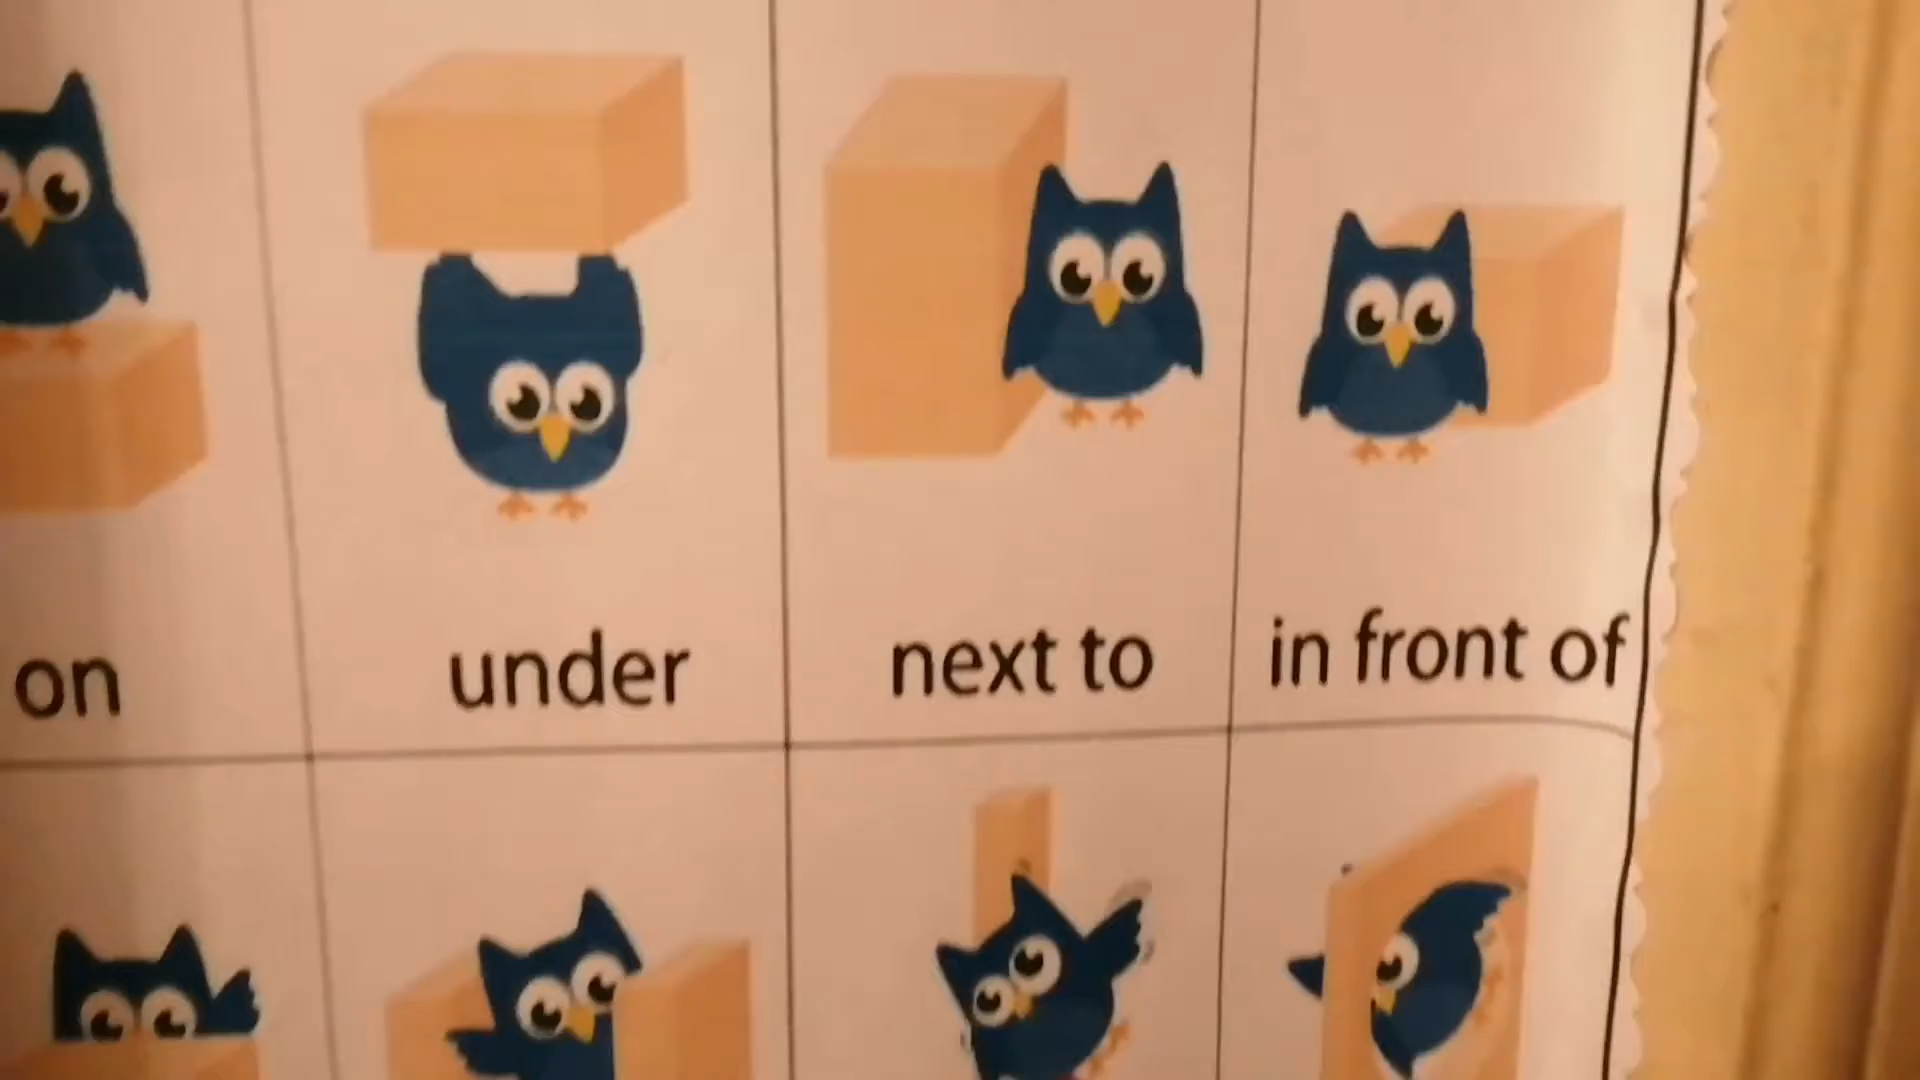 on
under
next to
in front of